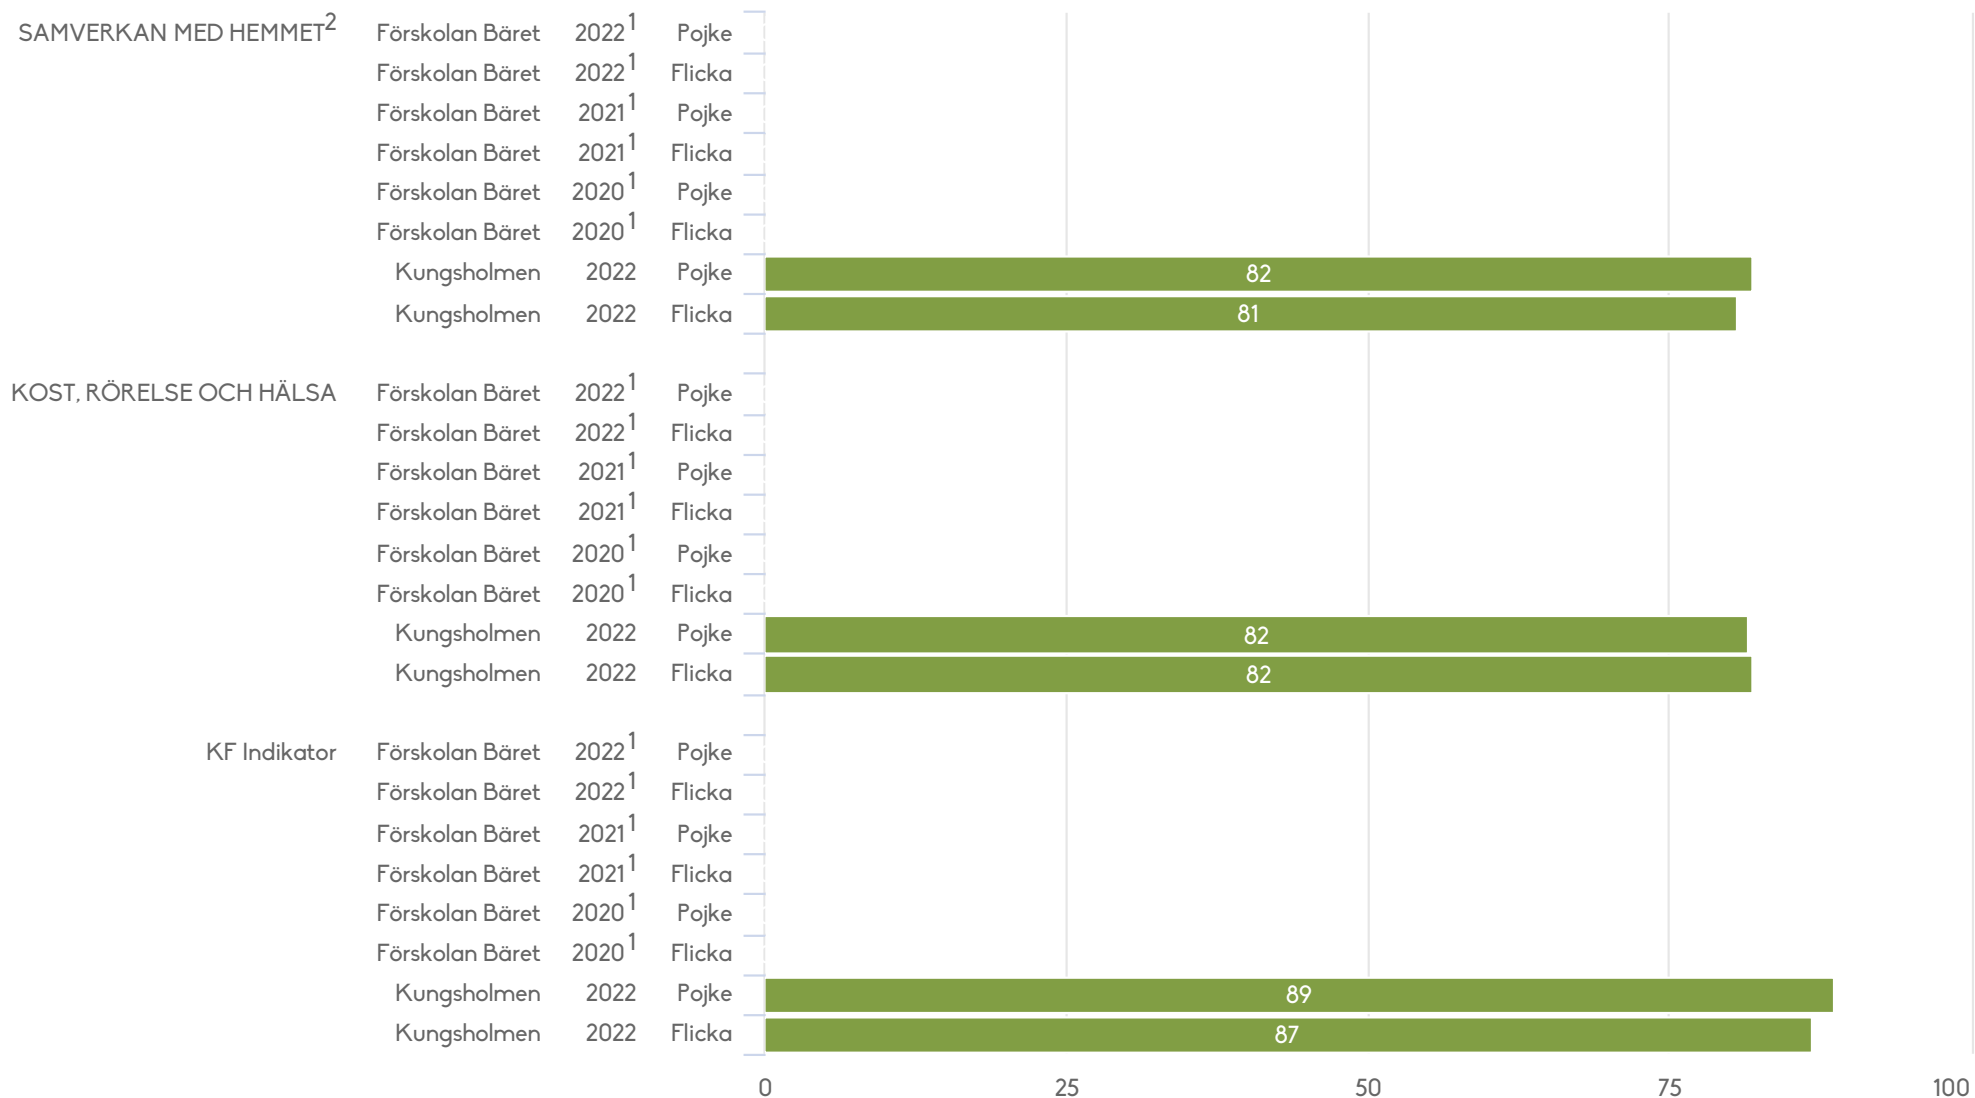 SAMVERKAN MED HEMMET² Förskolan Bäret 2022¹ Pojke
Förskolan Bäret 2022¹ Flicka
Förskolan Bäret 2021¹ Pojke
Förskolan Bäret 2021¹ Flicka
Förskolan Bäret 2020¹ Pojke
Förskolan Bäret 2020¹ Flicka
Kungsholmen 2022 Pojke 82
Kungsholmen 2022 Flicka 81
KOST, RÖRELSE OCH HÄLSA Förskolan Bäret 2022¹ Pojke
Förskolan Bäret 2022¹ Flicka
Förskolan Bäret 2021¹ Pojke
Förskolan Bäret 2021¹ Flicka
Förskolan Bäret 2020¹ Pojke
Förskolan Bäret 2020¹ Flicka
Kungsholmen 2022 Pojke 82
Kungsholmen 2022 Flicka 82
KF Indikator Förskolan Bäret 2022¹ Pojke
Förskolan Bäret 2022¹ Flicka
Förskolan Bäret 2021¹ Pojke
Förskolan Bäret 2021¹ Flicka
Förskolan Bäret 2020¹ Pojke
Förskolan Bäret 2020¹ Flicka
Kungsholmen 2022 Pojke 89
Kungsholmen 2022 Flicka 87
0 25 50 75 100